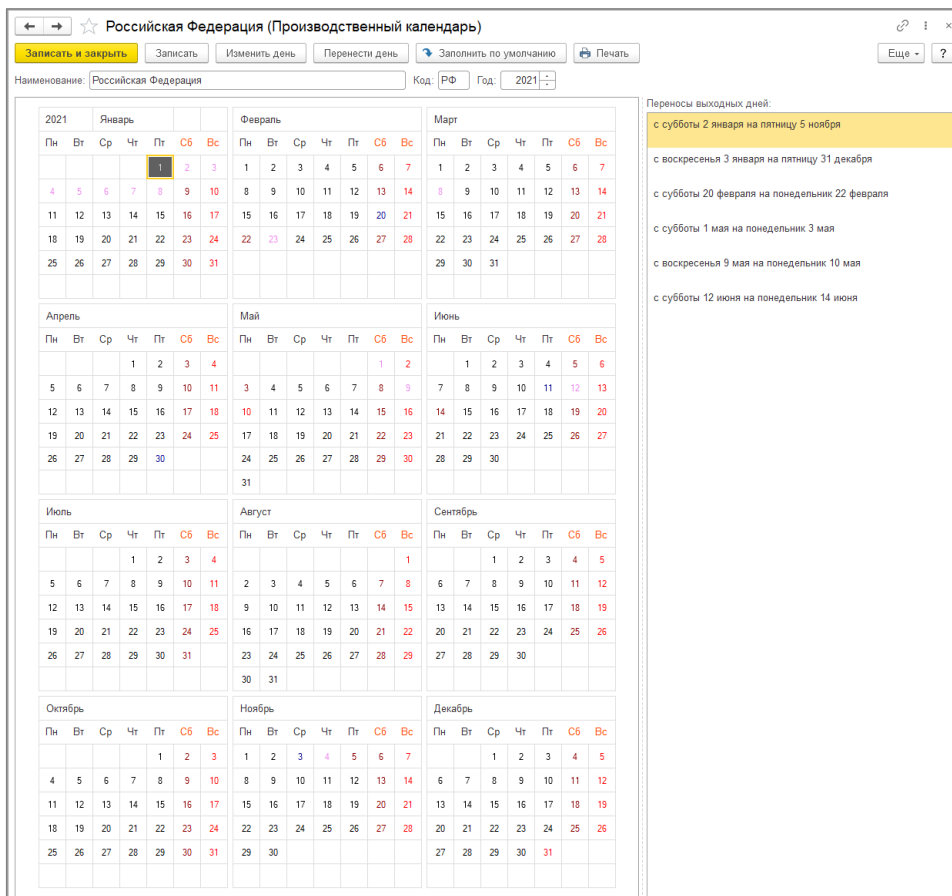 ← → ☆ Российская Федерация (Производственный календарь)
Записать и закрыть Записать Изменить день Перенести день Заполнить по умолчанию Печать Еще ?
Наименование: Российская Федерация Код: РФ Год: 2021
Переносы выходных дней:
с субботы 2 января на пятницу 5 ноября
с воскресенья 3 января на пятницу 31 декабря
с субботы 20 февраля на понедельник 22 февраля
с субботы 1 мая на понедельник 3 мая
с воскресенья 9 мая на понедельник 10 мая
с субботы 12 июня на понедельник 14 июня
2021 Январь
Пн Вт Ср Чт Пт Сб Вс
1 2 3
4 5 6 7 8 9 10
11 12 13 14 15 16 17
18 19 20 21 22 23 24
25 26 27 28 29 30 31
Февраль
Пн Вт Ср Чт Пт Сб Вс
1 2 3 4 5 6 7
8 9 10 11 12 13 14
15 16 17 18 19 20 21
22 23 24 25 26 27 28
Март
Пн Вт Ср Чт Пт Сб Вс
1 2 3 4 5 6 7
8 9 10 11 12 13 14
15 16 17 18 19 20 21
22 23 24 25 26 27 28
29 30 31
Апрель
Пн Вт Ср Чт Пт Сб Вс
1 2 3 4
5 6 7 8 9 10 11
12 13 14 15 16 17 18
19 20 21 22 23 24 25
26 27 28 29 30
Май
Пн Вт Ср Чт Пт Сб Вс
1 2
3 4 5 6 7 8 9
10 11 12 13 14 15 16
17 18 19 20 21 22 23
24 25 26 27 28 29 30
31
Июнь
Пн Вт Ср Чт Пт Сб Вс
1 2 3 4 5 6
7 8 9 10 11 12 13
14 15 16 17 18 19 20
21 22 23 24 25 26 27
28 29 30
Июль
Пн Вт Ср Чт Пт Сб Вс
1 2 3 4
5 6 7 8 9 10 11
12 13 14 15 16 17 18
19 20 21 22 23 24 25
26 27 28 29 30 31
Август
Пн Вт Ср Чт Пт Сб Вс
1
2 3 4 5 6 7 8
9 10 11 12 13 14 15
16 17 18 19 20 21 22
23 24 25 26 27 28 29
30 31
Сентябрь
Пн Вт Ср Чт Пт Сб Вс
1 2 3 4 5
6 7 8 9 10 11 12
13 14 15 16 17 18 19
20 21 22 23 24 25 26
27 28 29 30
Октябрь
Пн Вт Ср Чт Пт Сб Вс
1 2 3
4 5 6 7 8 9 10
11 12 13 14 15 16 17
18 19 20 21 22 23 24
25 26 27 28 29 30 31
Ноябрь
Пн Вт Ср Чт Пт Сб Вс
1 2 3 4 5 6 7
8 9 10 11 12 13 14
15 16 17 18 19 20 21
22 23 24 25 26 27 28
29 30
Декабрь
Пн Вт Ср Чт Пт Сб Вс
1 2 3 4 5
6 7 8 9 10 11 12
13 14 15 16 17 18 19
20 21 22 23 24 25 26
27 28 29 30 31